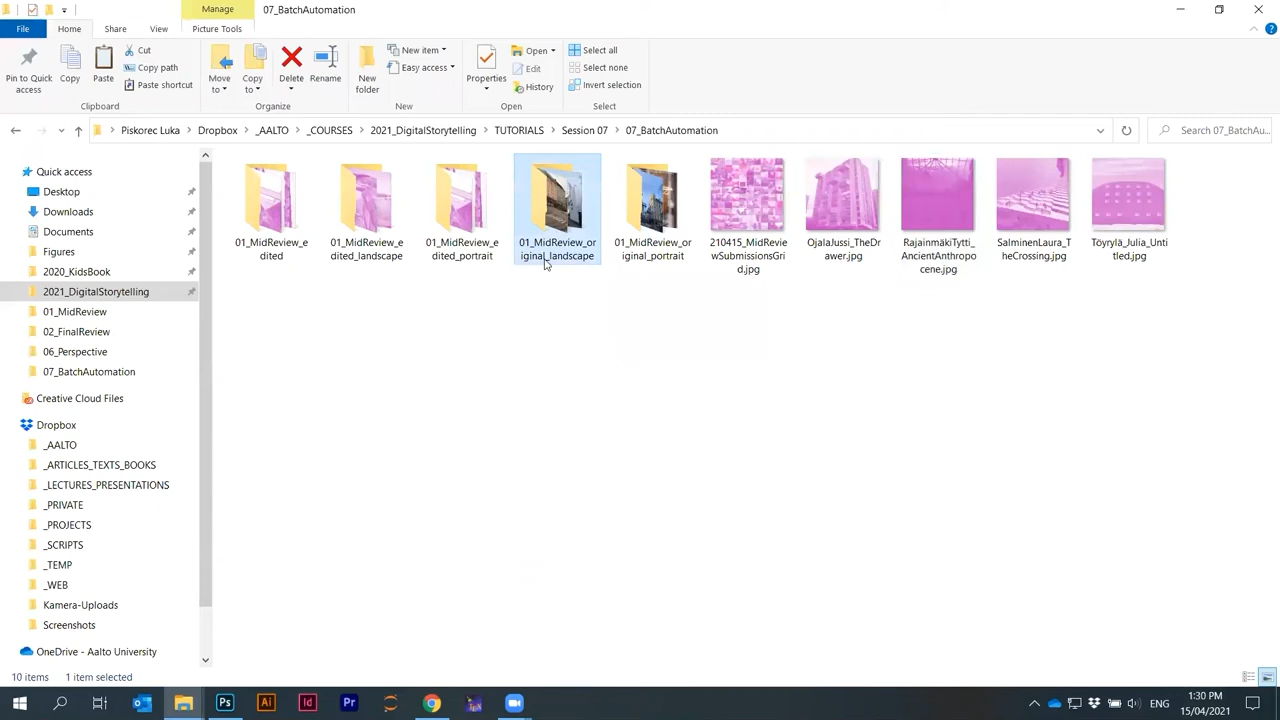 Manage
07_BatchAutomation
File
Home
Share
View
Picture Tools
Pin to Quick
access
Copy
Paste
Cut
Copy path
Paste shortcut
Clipboard
Move
to
Copy
to
Delete
Rename
Organize
New
folder
New item
Easy access
New
Properties
Open
Edit
History
Open
Select all
Select none
Invert selection
Select
Piskorec Luka
Dropbox
_AALTO
_COURSES
2021_DigitalStorytelling
TUTORIALS
Session 07
07_BatchAutomation
Search 07_BatchAu...
Quick access
Desktop
Downloads
Documents
Figures
2020_KidsBook
2021_DigitalStorytelling
01_MidReview
02_FinalReview
06_Perspective
07_BatchAutomation
Creative Cloud Files
Dropbox
_AALTO
_ARTICLES_TEXTS_BOOKS
_LECTURES_PRESENTATIONS
_PRIVATE
_PROJECTS
_SCRIPTS
_TEMP
_WEB
Kamera-Uploads
Screenshots
OneDrive - Aalto University
01_MidReview_e
dited
01_MidReview_e
dited_landscape
01_MidReview_e
dited_portrait
01_MidReview_or
iginal_landscape
01_MidReview_or
iginal_portrait
210415_MidRevie
wSubmissionsGri
d.jpg
OjalaJussi_TheDr
awer.jpg
RajainmäkiTytti_
AncientAnthropo
cene.jpg
SalminenLaura_T
heCrossing.jpg
Töyrylä_Julia_Unti
tled.jpg
10 items
1 item selected
Ps
Ai
Id
Pr
ENG
1:30 PM
15/04/2021